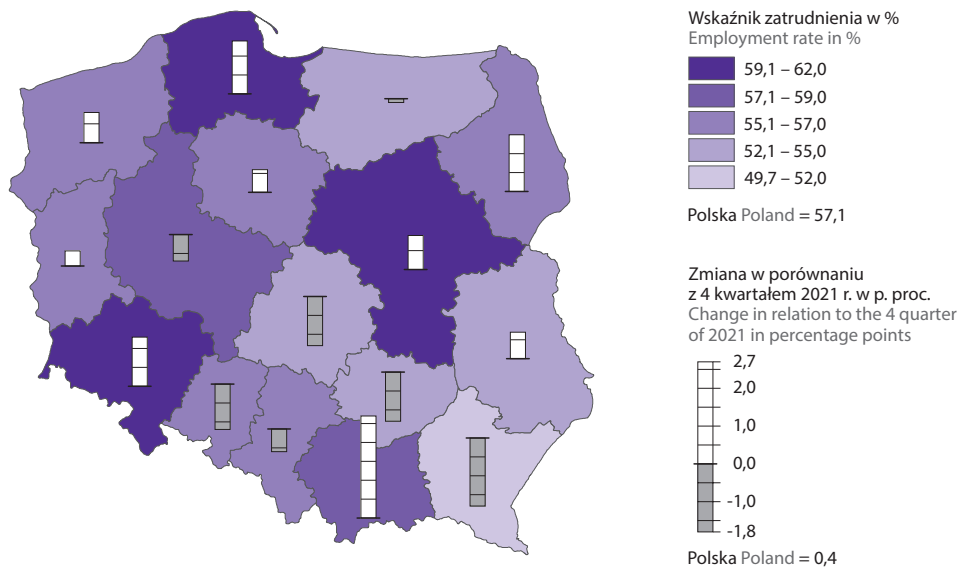 Wskaźnik zatrudnienia w %
Employment rate in %
59,1 – 62,0
57,1 – 59,0
55,1 – 57,0
52,1 – 55,0
49,7 – 52,0
Polska Poland = 57,1
Zmiana w porównaniu
z 4 kwartałem 2021 r. w p. proc.
Change in relation to the 4 quarter
of 2021 in percentage points
2,7
2,0
1,0
0,0
-1,0
-1,8
Polska Poland = 0,4